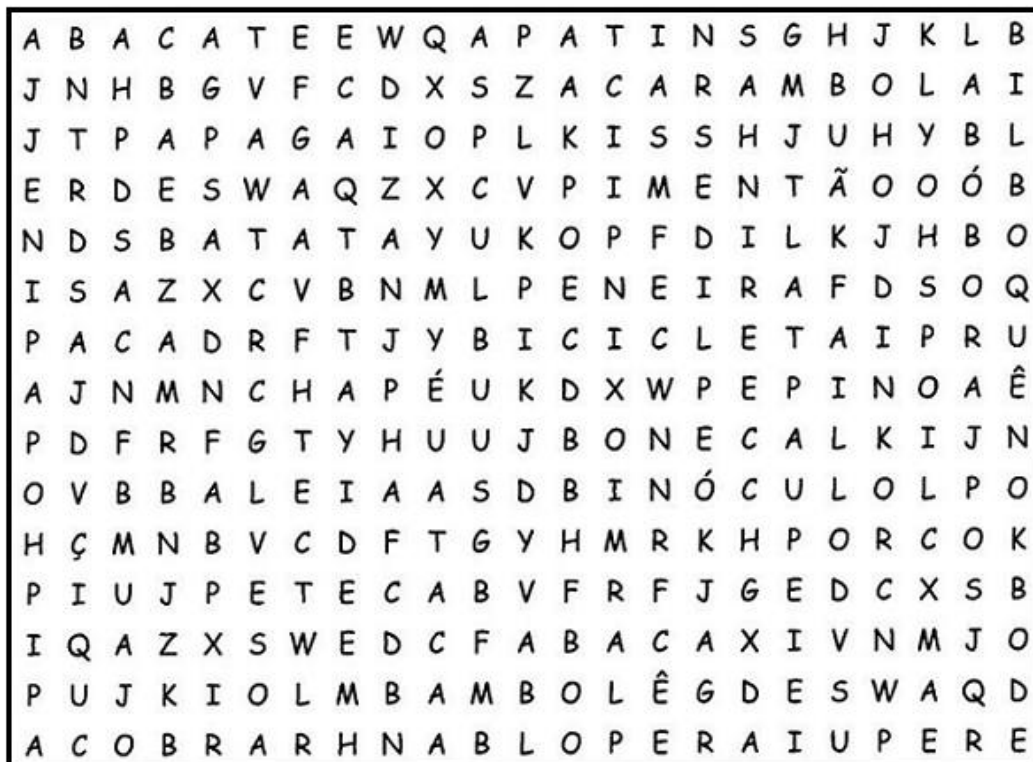 A B A C A T E E W Q A P A T I N S G H J K L B
J N H B G V F C D X S Z A C A R A M B O L A I
J T P A P A G A I O P L K I S S H J U H Y B L
E R D E S W A Q Z X C V P I M E N T Ã O O Ó B
N D S B A T A T A Y U K O P F D I L K J H B O
I S A Z X C V B N M L P E N E I R A F D S O Q
P A C A D R F T J Y B I C I C L E T A I P R U
A J N M N C H A P É U K D X W P E P I N O A Ê
P D F R F G T Y H U U J B O N E C A L K I J N
O V B B A L E I A A S D B I N Ó C U L O L P O
H Ç M N B V C D F T G Y H M R K H P O R C O K
P I U J P E T E C A B V F R F J G E D C X S B
I Q A Z X S W E D C F A B A C A X I V N M J O
P U J K I O L M B A M B O L Ê G D E S W A Q D
A C O B R A R H N A B L O P E R A I U P E R E